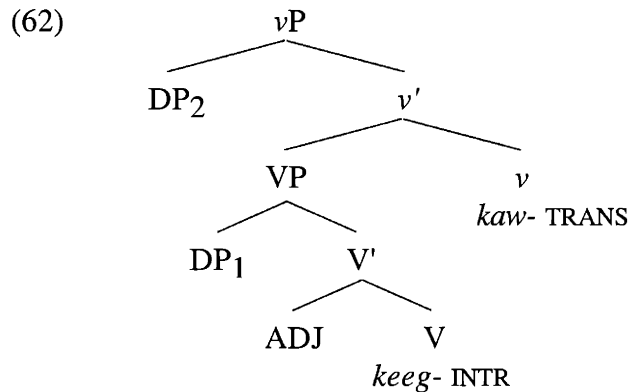 (62) vP
DP2 v'
VP v
kaw- TRANS
DP1 V'
ADJ V
keeg- INTR